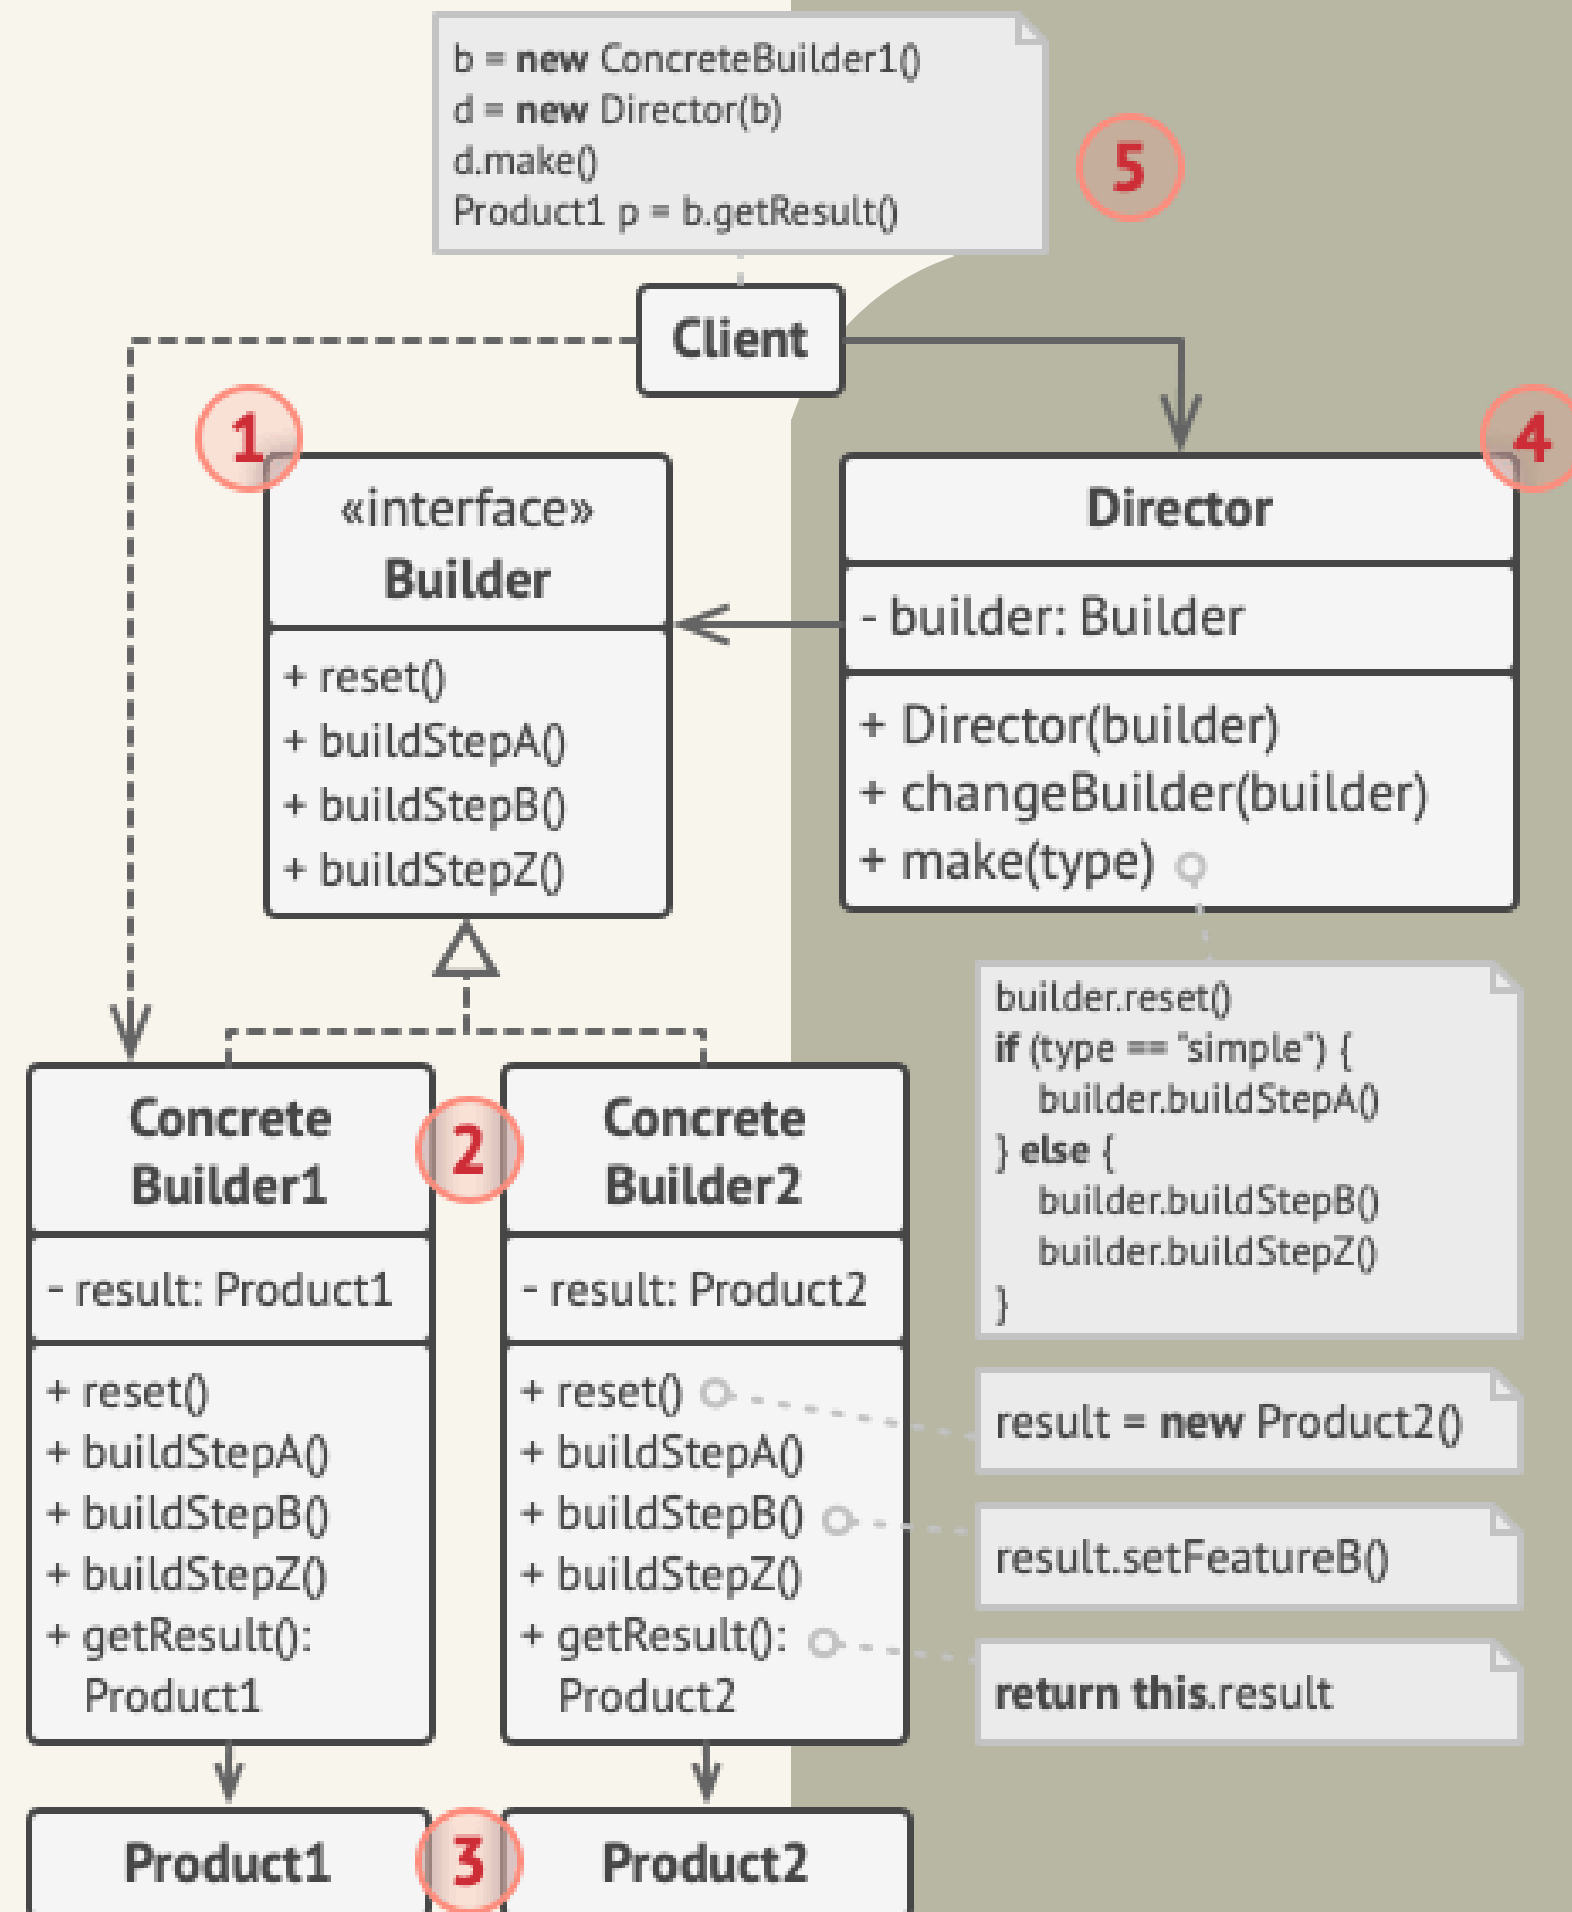 b = new ConcreteBuilder1()
d = new Director(b)
d.make()
Product1 p = b.getResult()
5
Client
1
«interface»
Builder
+ reset()
+ buildStepA()
+ buildStepB()
+ buildStepZ()
4
Director
- builder: Builder
+ Director(builder)
+ changeBuilder(builder)
+ make(type)
builder.reset()
if (type == "simple") {
builder.buildStepA()
} else {
builder.buildStepB()
builder.buildStepZ()
}
2
Concrete
Builder1
- result: Product1
+ reset()
+ buildStepA()
+ buildStepB()
+ buildStepZ()
+ getResult():
Product1
Concrete
Builder2
- result: Product2
+ reset()
+ buildStepA()
+ buildStepB()
+ buildStepZ()
+ getResult():
Product2
result = new Product2()
result.setFeatureB()
return this.result
Product1
3
Product2